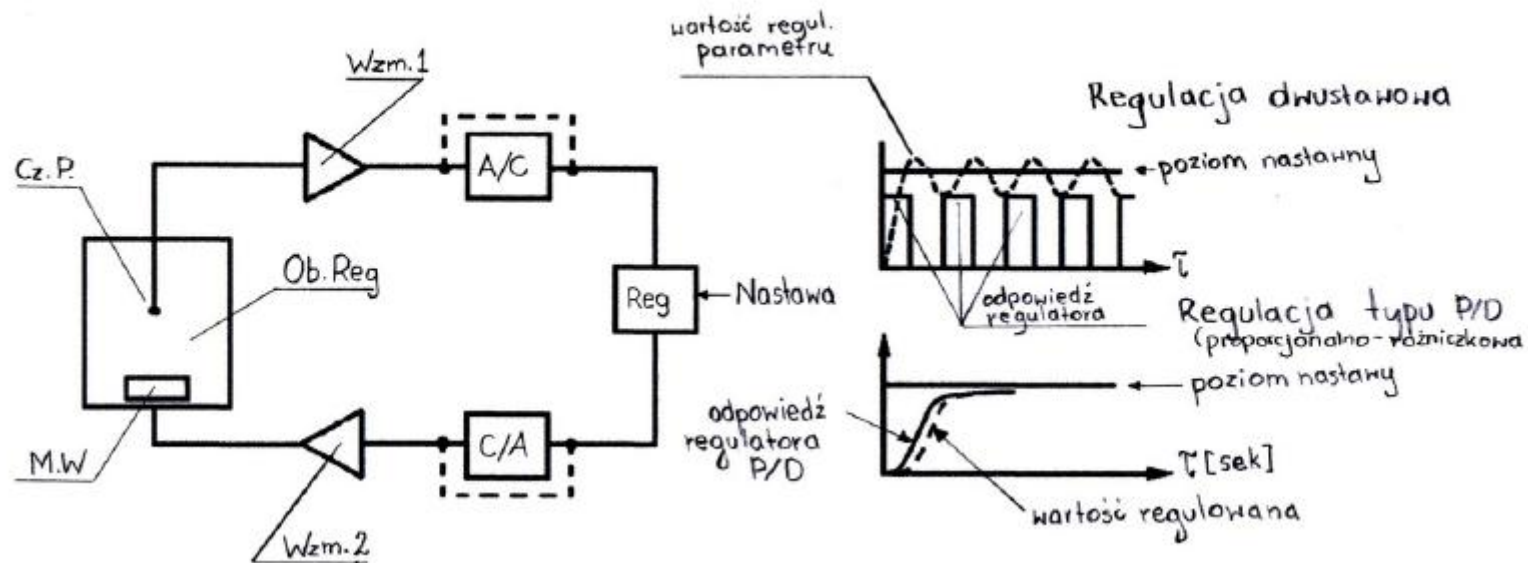 Wzm.1
A/C
Cz.P.
Ob.Reg
Reg
Nastawa
M.W
C/A
Wzm.2
wartość regul.
parametru
Regulacja dwustawowa
poziom nastawny
τ
odpowiedź
regulatora
Regulacja typu P/D
(proporcjonalno-różniczkowa
poziom nastawy
odpowiedź
regulatora
P/D
τ [sek]
wartość regulowana